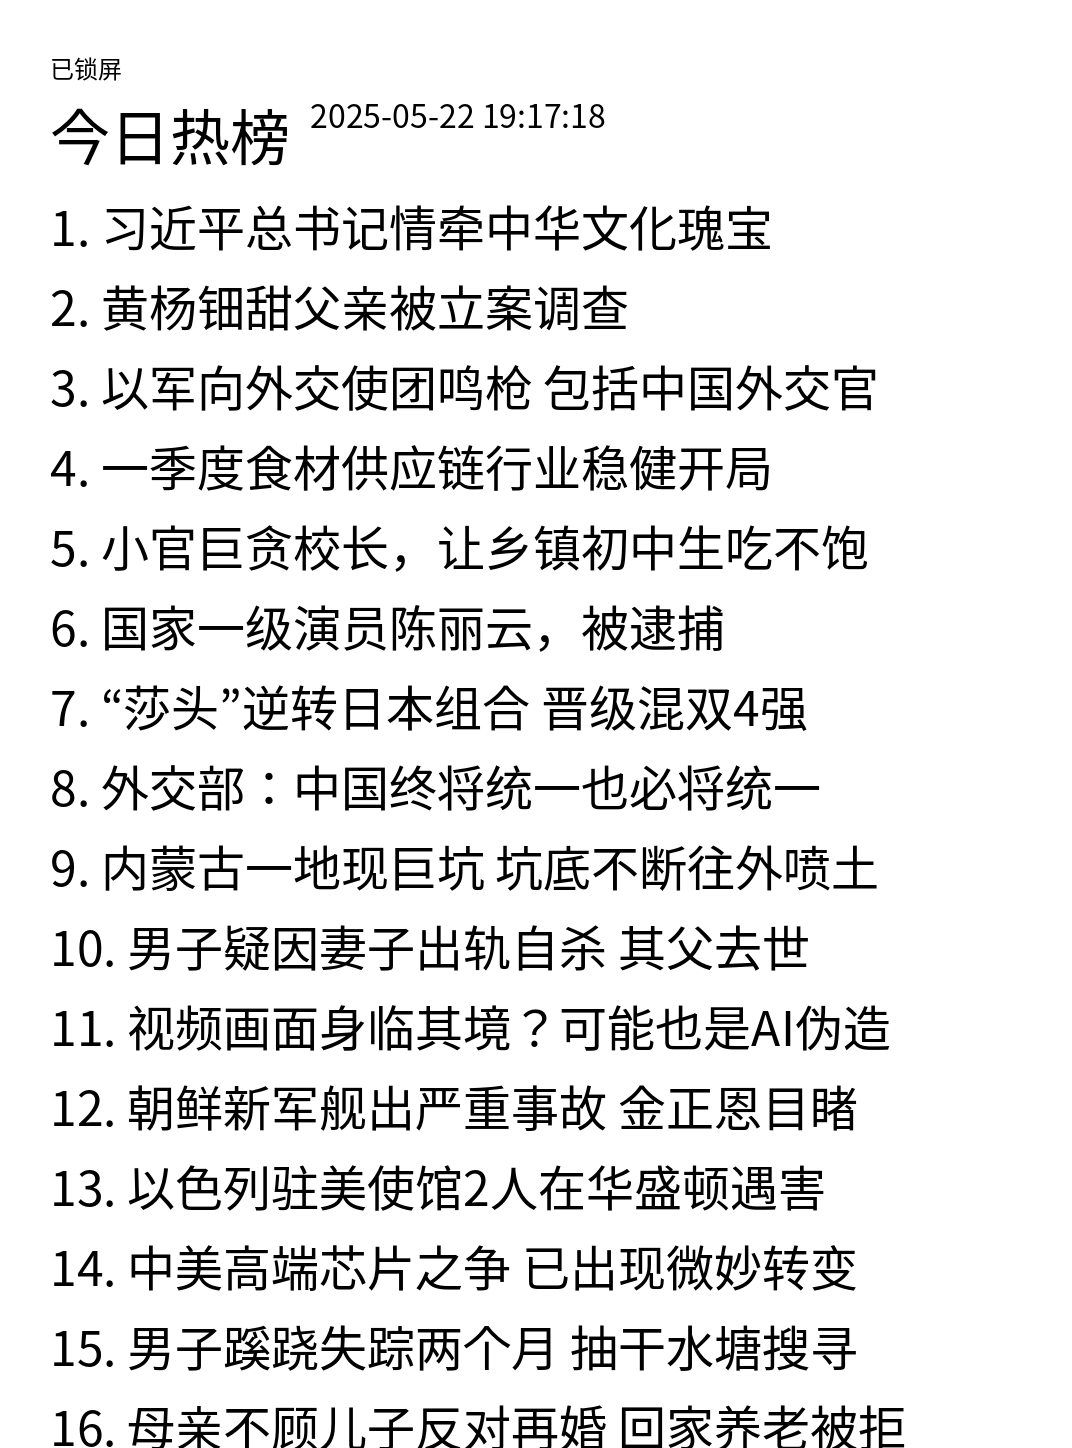 已锁屏
今日热榜 2025-05-22 19:17:18
1. 习近平总书记情牵中华文化瑰宝
2. 黄杨钿甜父亲被立案调查
3. 以军向外交使团鸣枪 包括中国外交官
4. 一季度食材供应链行业稳健开局
5. 小官巨贪校长，让乡镇初中生吃不饱
6. 国家一级演员陈丽云，被逮捕
7. “莎头”逆转日本组合 晋级混双4强
8. 外交部：中国终将统一也必将统一
9. 内蒙古一地现巨坑 坑底不断往外喷土
10. 男子疑因妻子出轨自杀 其父去世
11. 视频画面身临其境？可能也是AI伪造
12. 朝鲜新军舰出严重事故 金正恩目睹
13. 以色列驻美使馆2人在华盛顿遇害
14. 中美高端芯片之争 已出现微妙转变
15. 男子蹊跷失踪两个月 抽干水塘搜寻
16. 母亲不顾儿子反对再婚 回家养老被拒